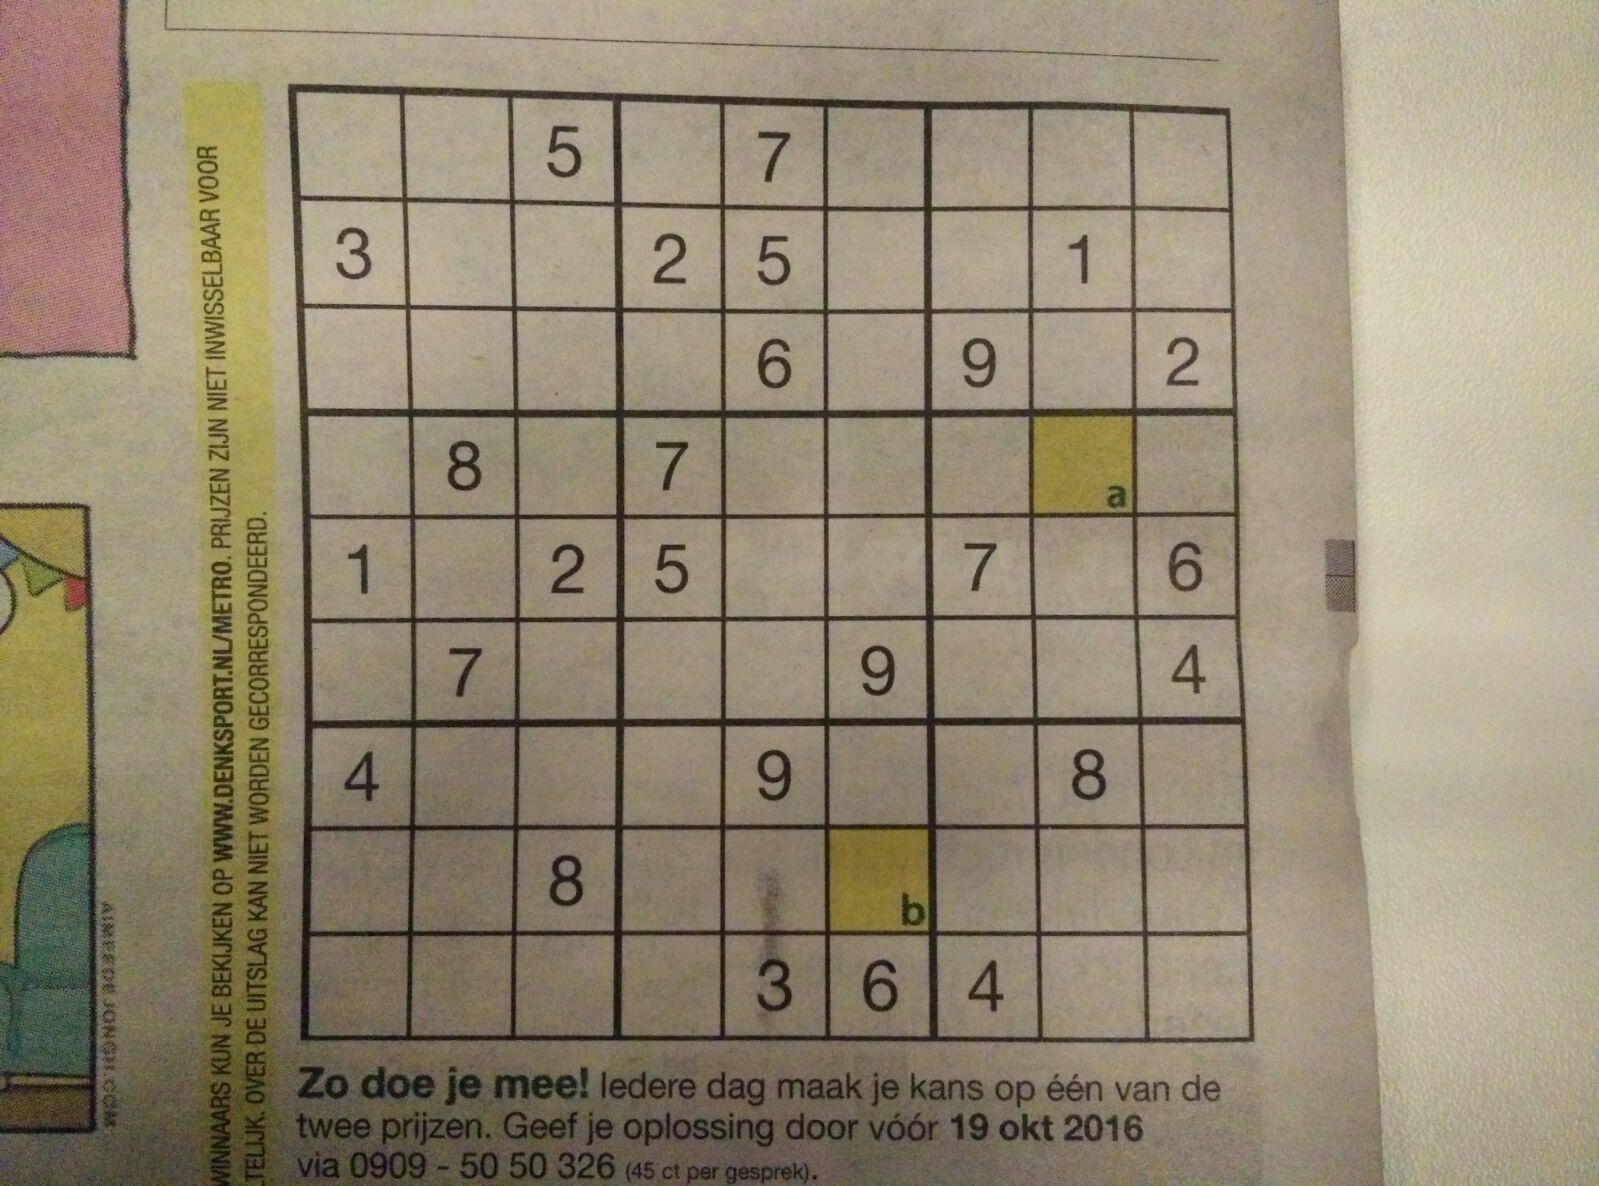 WINNAARS KUN JE BEKIJKEN OP WWW.DENKSPORT.NL/METRO. PRIJZEN ZIJN NIET INWISSELBAAR VOOR
TELIJK. OVER DE UITSLAG KAN NIET WORDEN GECORRESPONDEERD.
5 7
3 2 5 1
6 9 2
8 7 a
1 2 5 7 6
7 9 4
4 9 8
8 b
3 6 4
Zo doe je mee! Iedere dag maak je kans op één van de
twee prijzen. Geef je oplossing door vóór 19 okt 2016
via 0909 - 50 50 326 (45 ct per gesprek).